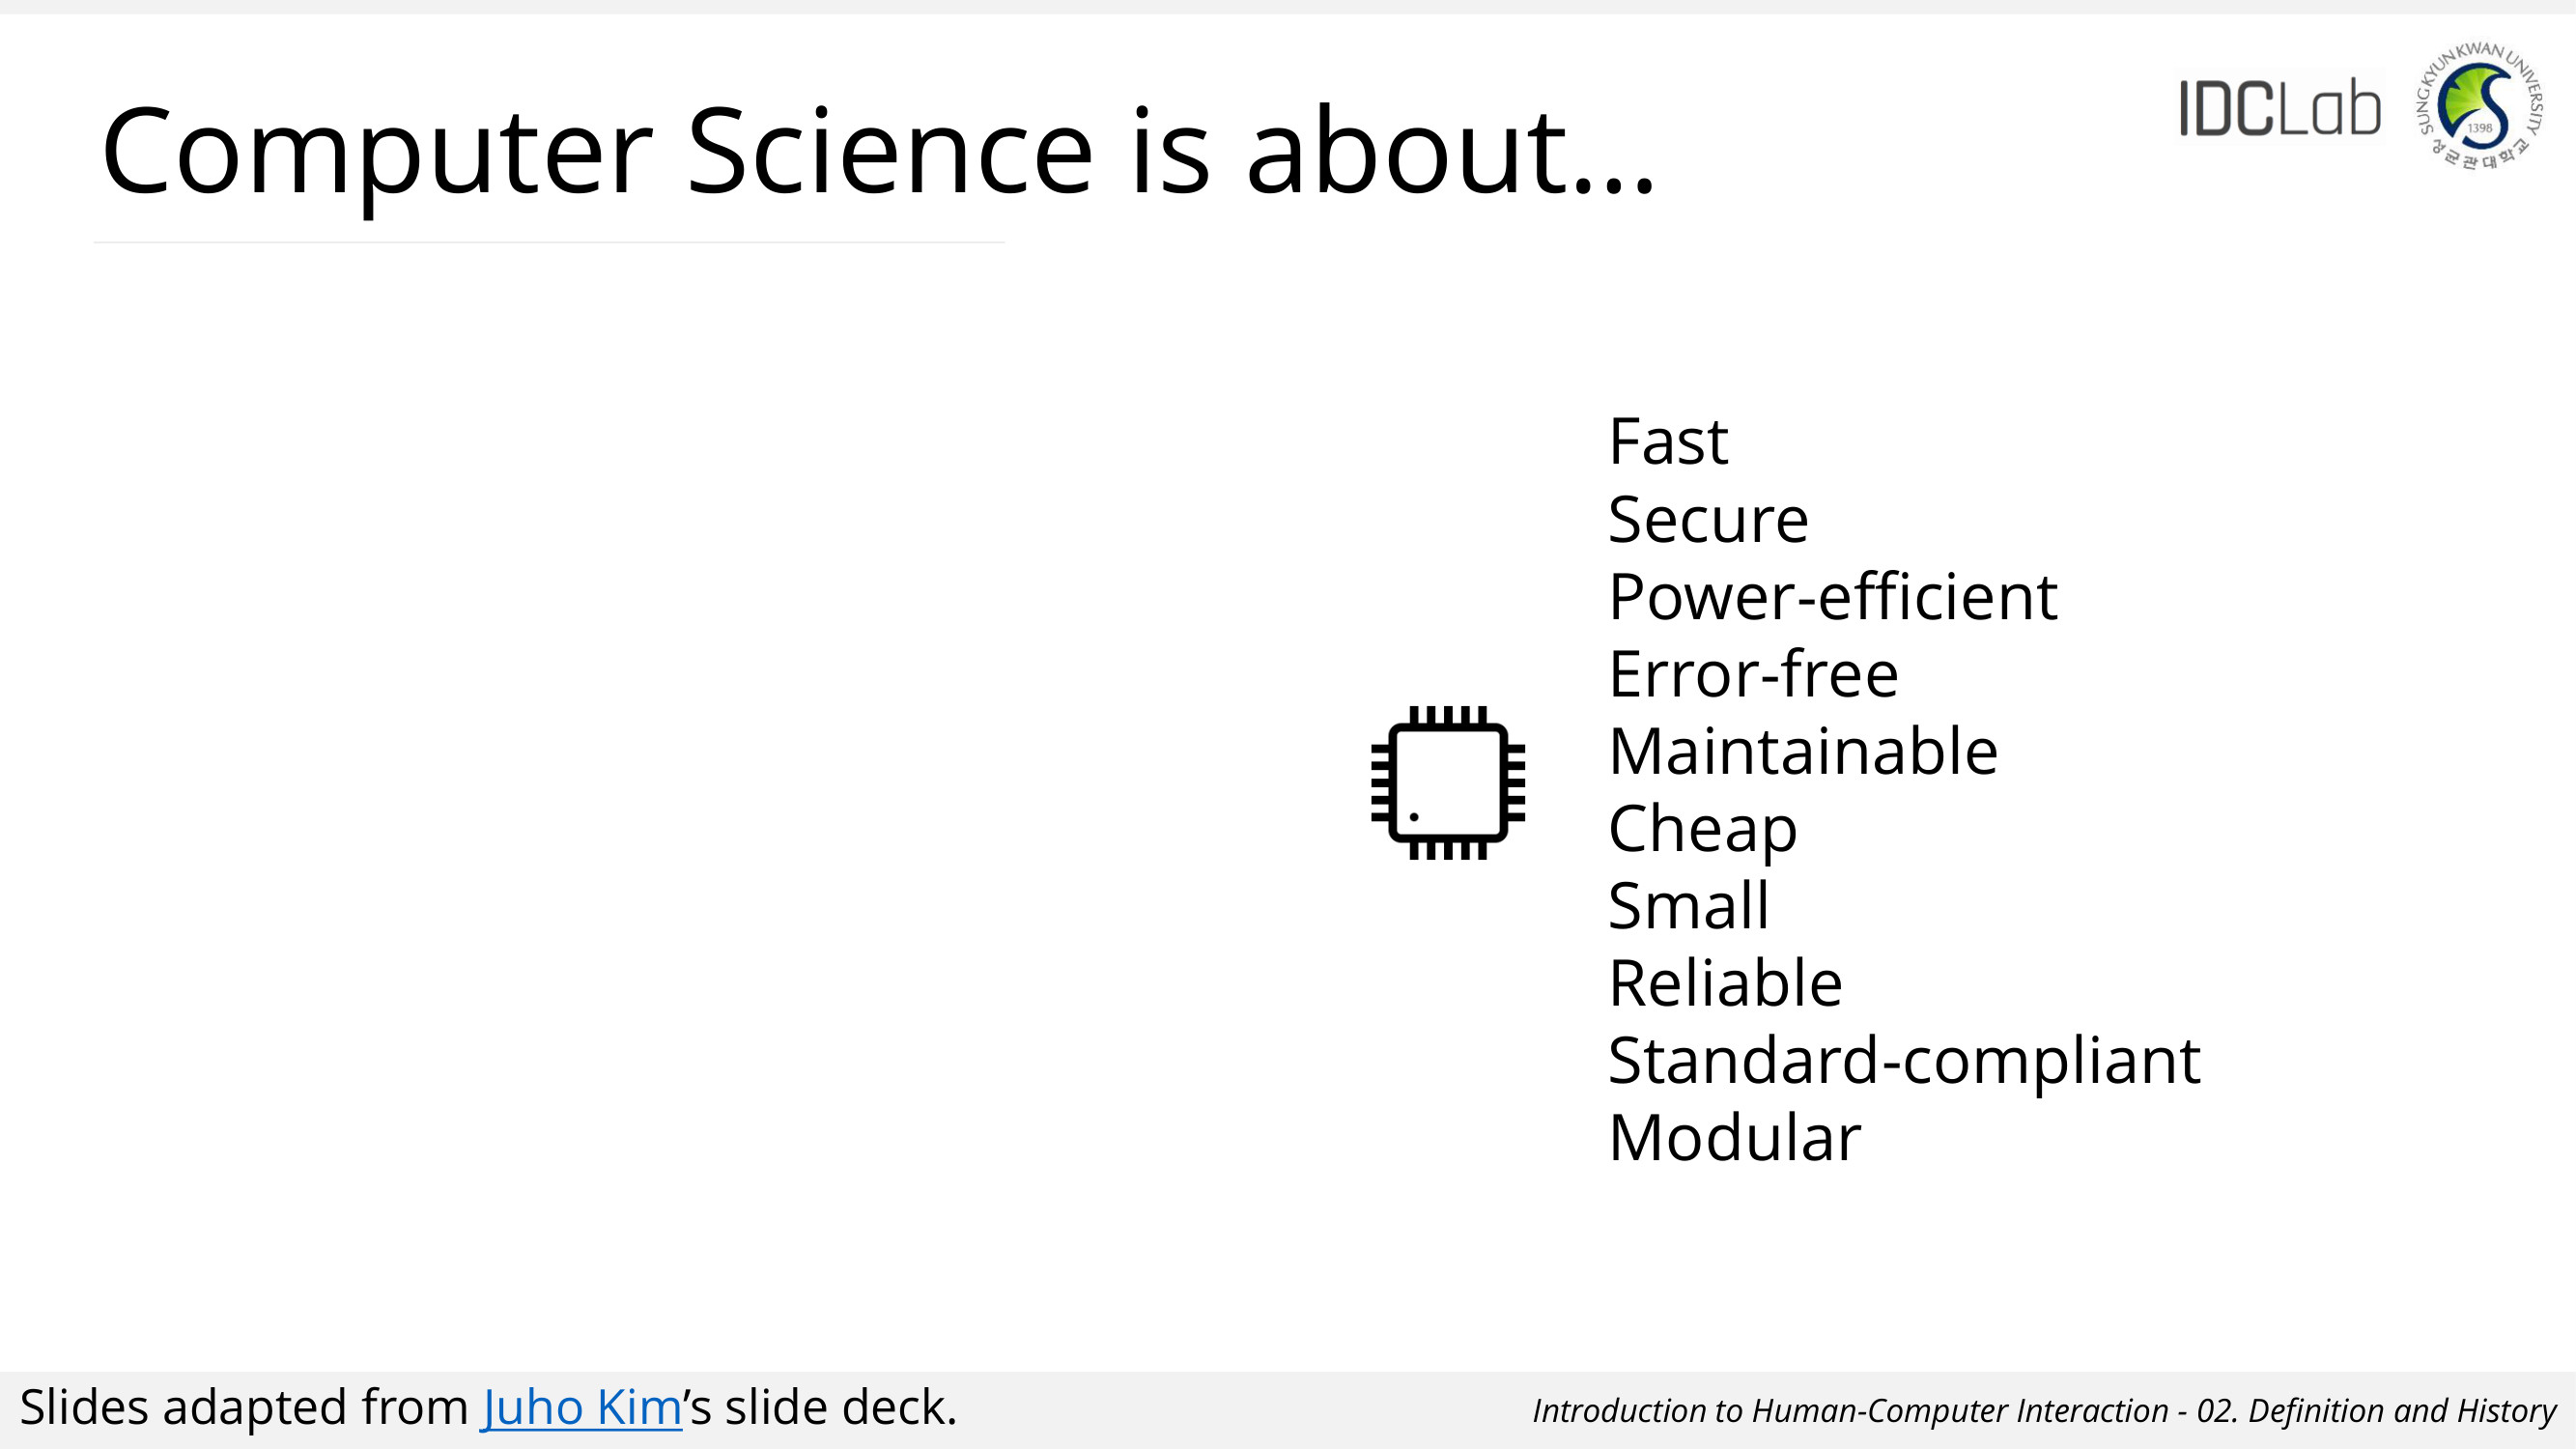 Computer Science is about...
IDCLab
SUNGKYUNKWAN UNIVERSITY
1398
성균관대학교
Fast
Secure
Power-efficient
Error-free
Maintainable
Cheap
Small
Reliable
Standard-compliant
Modular
Slides adapted from Juho Kim’s slide deck.
Introduction to Human-Computer Interaction - 02. Definition and History